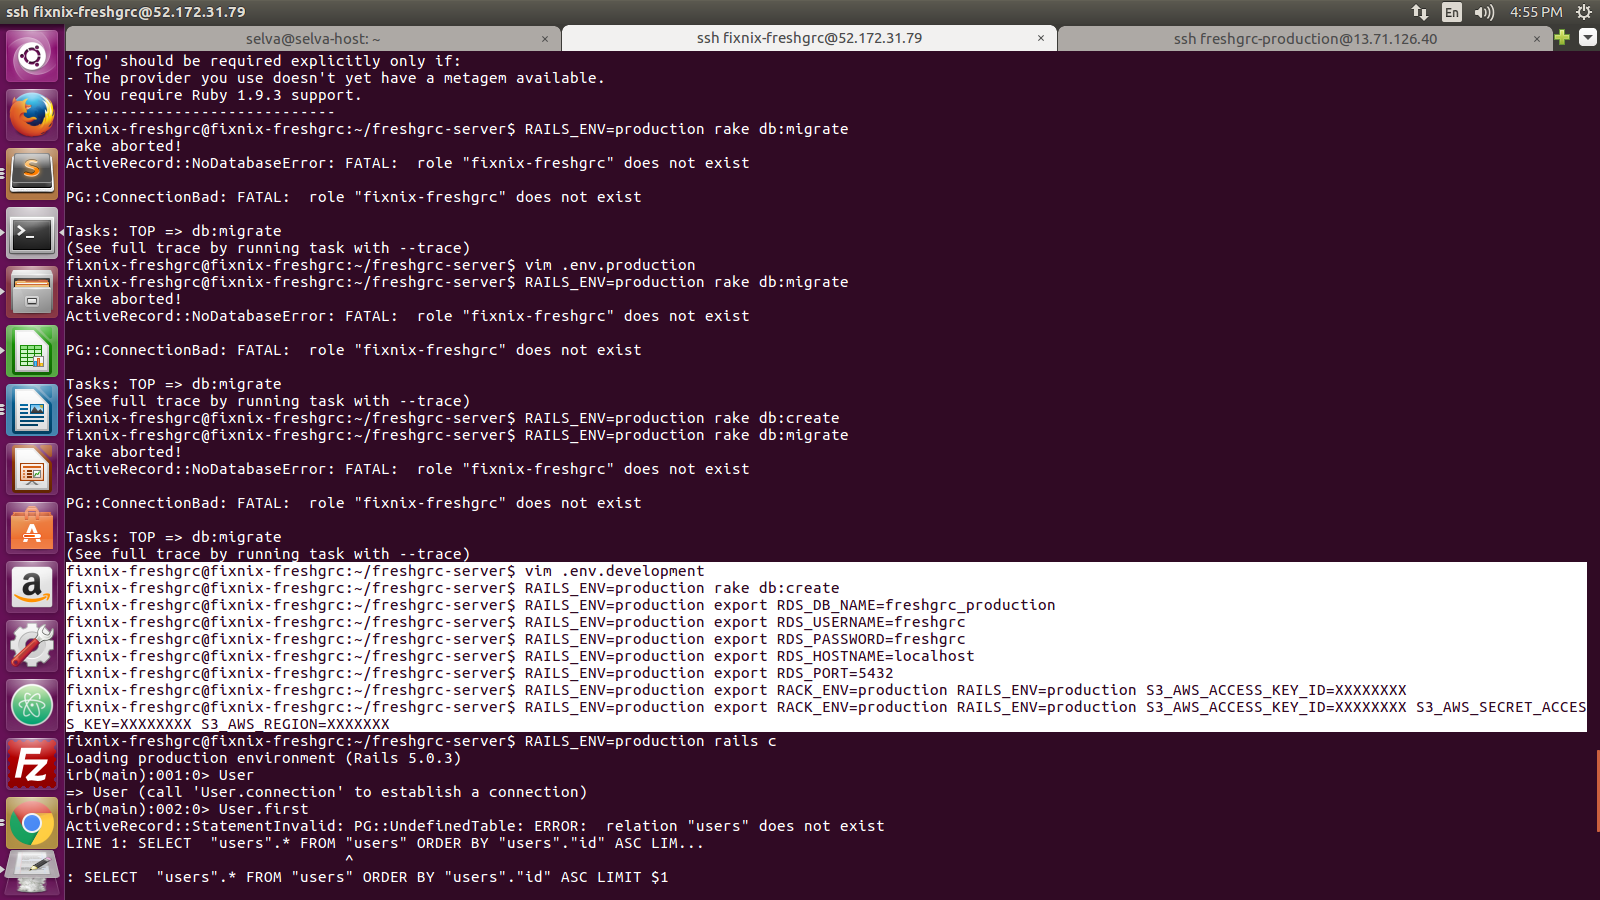 ssh fixnix-freshgrc@52.172.31.79
En
4:55 PM
selva@selva-host: ~ ×
ssh fixnix-freshgrc@52.172.31.79 ×
ssh freshgrc-production@13.71.126.40 ×
'fog' should be required explicitly only if:
- The provider you use doesn't yet have a metagem available.
- You require Ruby 1.9.3 support.
------------------------------
fixnix-freshgrc@fixnix-freshgrc:~/freshgrc-server$ RAILS_ENV=production rake db:migrate
rake aborted!
ActiveRecord::NoDatabaseError: FATAL:  role "fixnix-freshgrc" does not exist
PG::ConnectionBad: FATAL:  role "fixnix-freshgrc" does not exist
Tasks: TOP => db:migrate
(See full trace by running task with --trace)
fixnix-freshgrc@fixnix-freshgrc:~/freshgrc-server$ vim .env.production
fixnix-freshgrc@fixnix-freshgrc:~/freshgrc-server$ RAILS_ENV=production rake db:migrate
rake aborted!
ActiveRecord::NoDatabaseError: FATAL:  role "fixnix-freshgrc" does not exist
PG::ConnectionBad: FATAL:  role "fixnix-freshgrc" does not exist
Tasks: TOP => db:migrate
(See full trace by running task with --trace)
fixnix-freshgrc@fixnix-freshgrc:~/freshgrc-server$ RAILS_ENV=production rake db:create
fixnix-freshgrc@fixnix-freshgrc:~/freshgrc-server$ RAILS_ENV=production rake db:migrate
rake aborted!
ActiveRecord::NoDatabaseError: FATAL:  role "fixnix-freshgrc" does not exist
PG::ConnectionBad: FATAL:  role "fixnix-freshgrc" does not exist
Tasks: TOP => db:migrate
(See full trace by running task with --trace)
fixnix-freshgrc@fixnix-freshgrc:~/freshgrc-server$ vim .env.development
fixnix-freshgrc@fixnix-freshgrc:~/freshgrc-server$ RAILS_ENV=production rake db:create
fixnix-freshgrc@fixnix-freshgrc:~/freshgrc-server$ RAILS_ENV=production export RDS_DB_NAME=freshgrc_production
fixnix-freshgrc@fixnix-freshgrc:~/freshgrc-server$ RAILS_ENV=production export RDS_USERNAME=freshgrc
fixnix-freshgrc@fixnix-freshgrc:~/freshgrc-server$ RAILS_ENV=production export RDS_PASSWORD=freshgrc
fixnix-freshgrc@fixnix-freshgrc:~/freshgrc-server$ RAILS_ENV=production export RDS_HOSTNAME=localhost
fixnix-freshgrc@fixnix-freshgrc:~/freshgrc-server$ RAILS_ENV=production export RDS_PORT=5432
fixnix-freshgrc@fixnix-freshgrc:~/freshgrc-server$ RAILS_ENV=production export RACK_ENV=production RAILS_ENV=production S3_AWS_ACCESS_KEY_ID=XXXXXXXX
fixnix-freshgrc@fixnix-freshgrc:~/freshgrc-server$ RAILS_ENV=production export RACK_ENV=production RAILS_ENV=production S3_AWS_ACCESS_KEY_ID=XXXXXXXX S3_AWS_SECRET_ACCES
S_KEY=XXXXXXXX S3_AWS_REGION=XXXXXXX
fixnix-freshgrc@fixnix-freshgrc:~/freshgrc-server$ RAILS_ENV=production rails c
Loading production environment (Rails 5.0.3)
irb(main):001:0> User
=> User (call 'User.connection' to establish a connection)
irb(main):002:0> User.first
ActiveRecord::StatementInvalid: PG::UndefinedTable: ERROR:  relation "users" does not exist
LINE 1: SELECT  "users".* FROM "users" ORDER BY "users"."id" ASC LIM...
^
: SELECT  "users".* FROM "users" ORDER BY "users"."id" ASC LIMIT $1